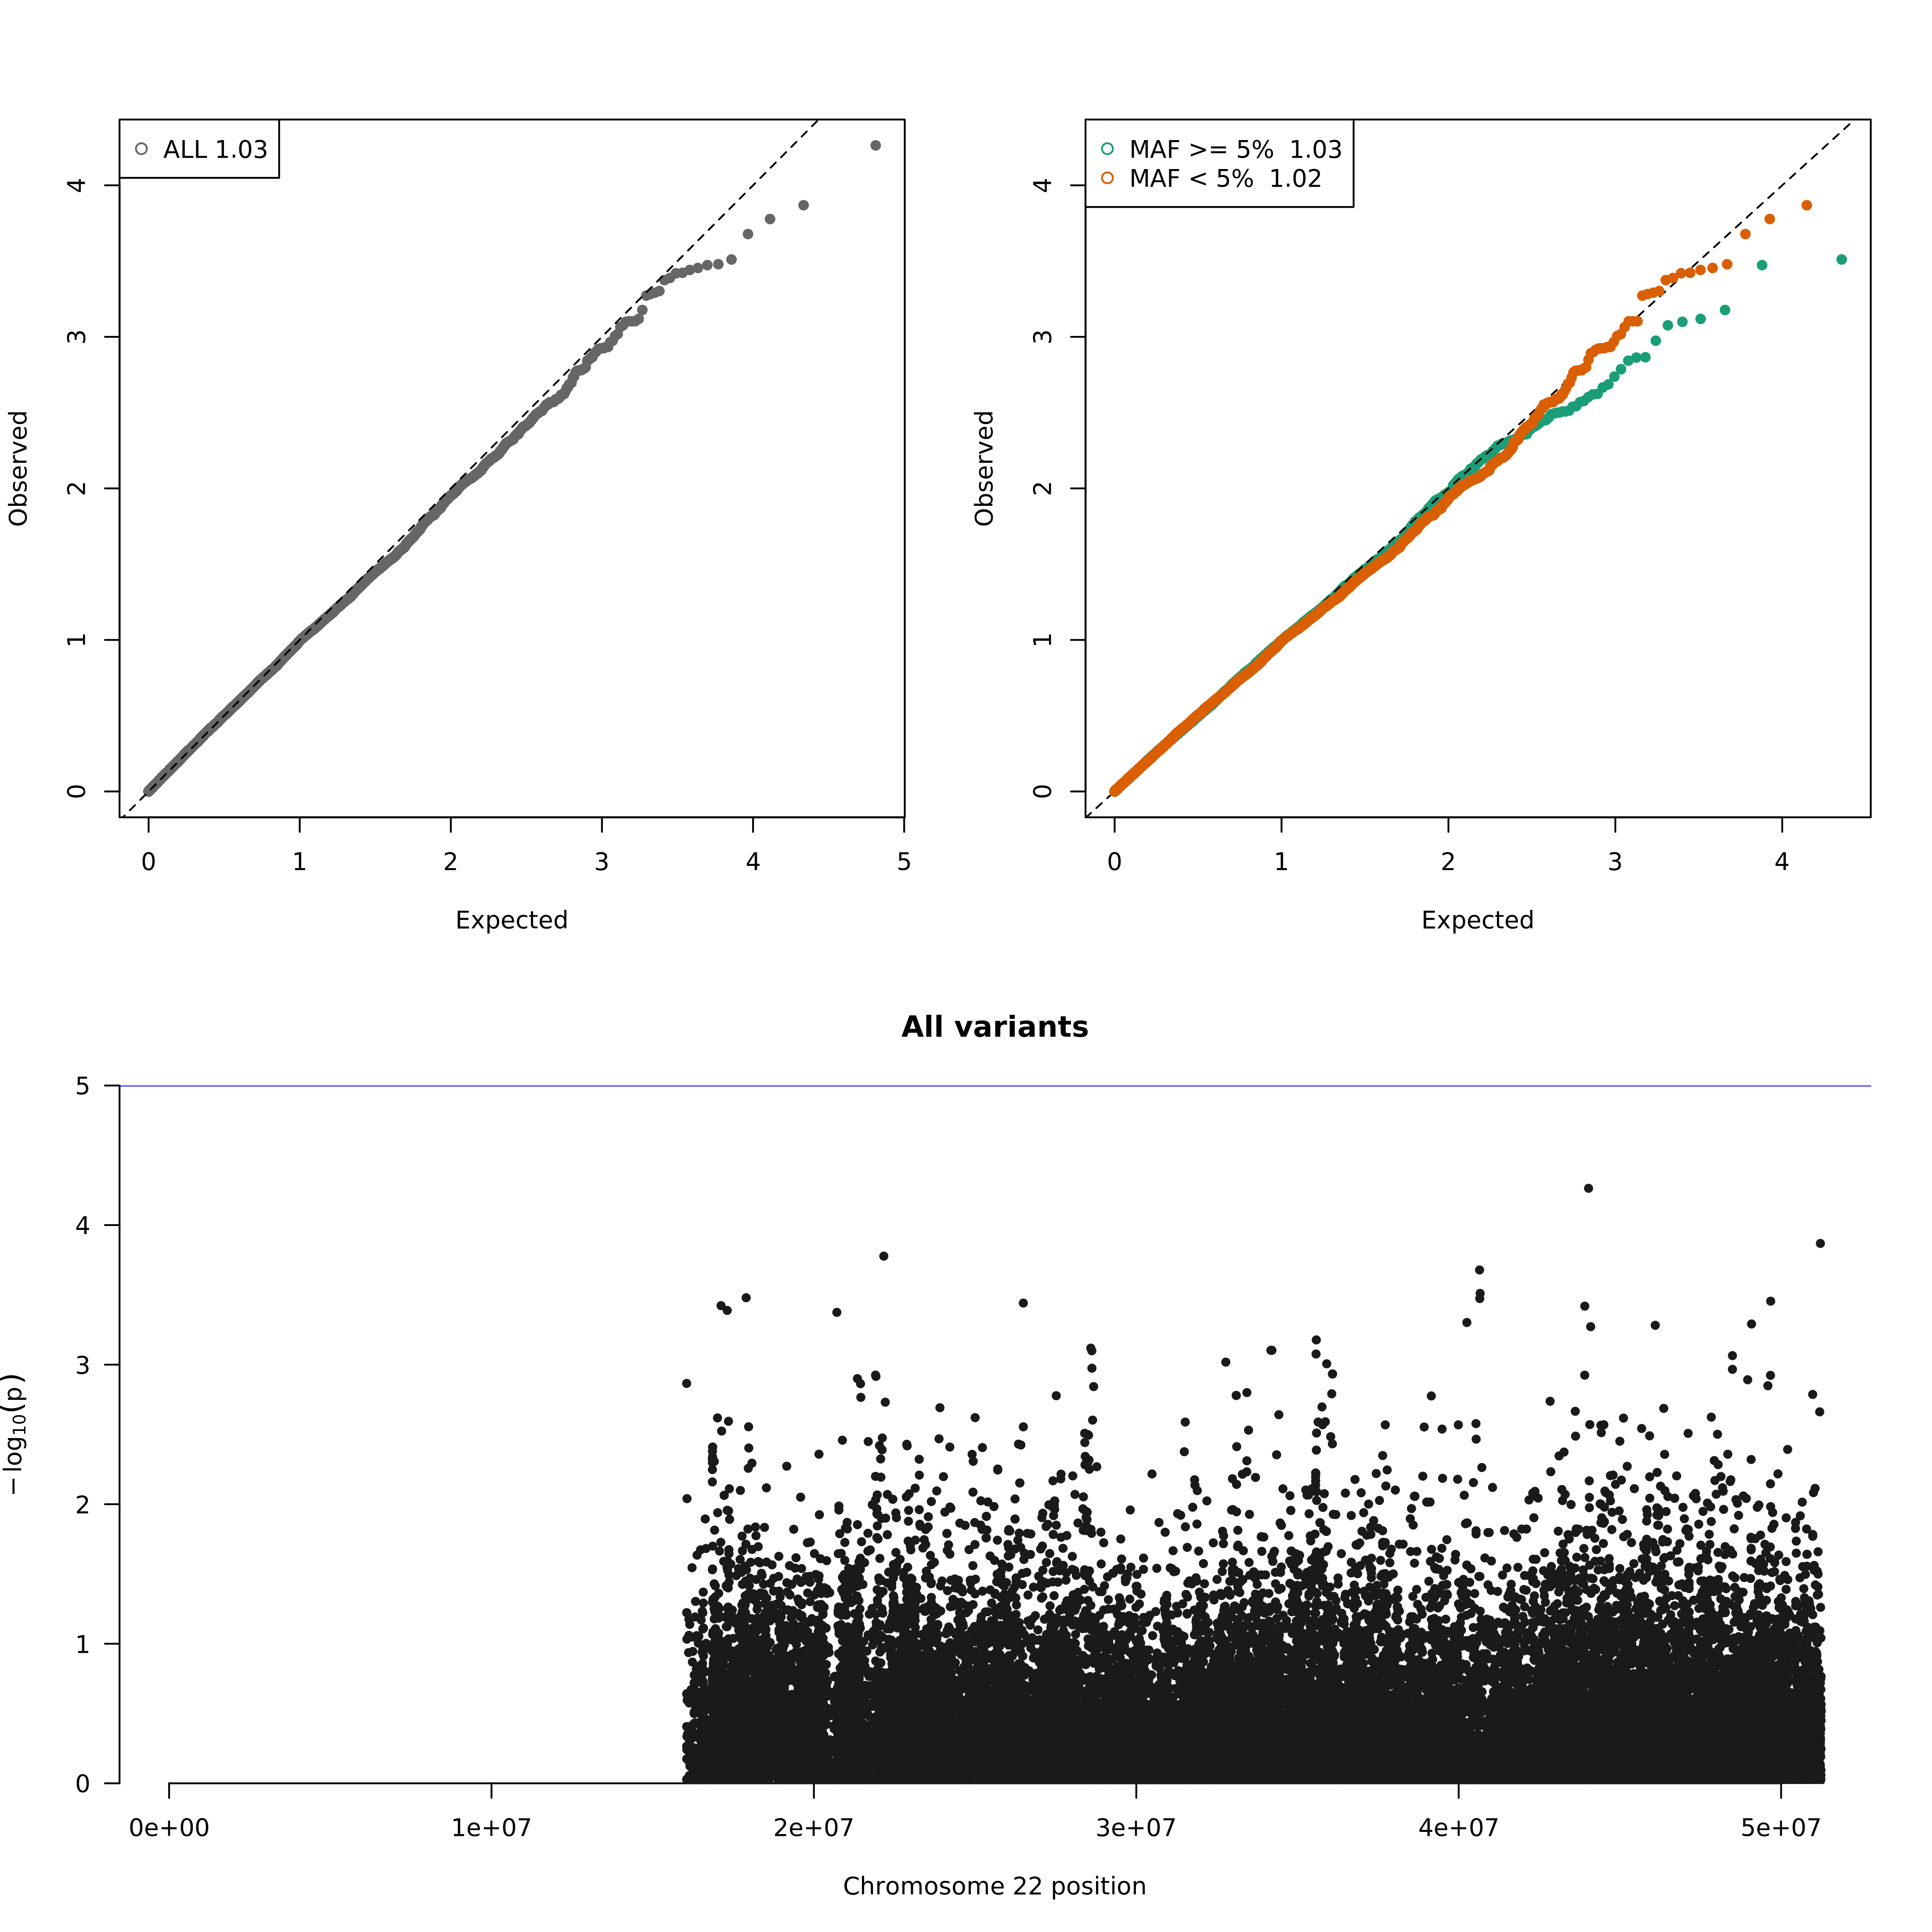 ALL 1.03
Observed
4
3
2
1
0
0 1 2 3 4 5
Expected
MAF >= 5% 1.03
MAF < 5% 1.02
Observed
4
3
2
1
0
0 1 2 3 4
Expected
All variants
−log₁₀(p)
5
4
3
2
1
0
0e+00 1e+07 2e+07 3e+07 4e+07 5e+07
Chromosome 22 position